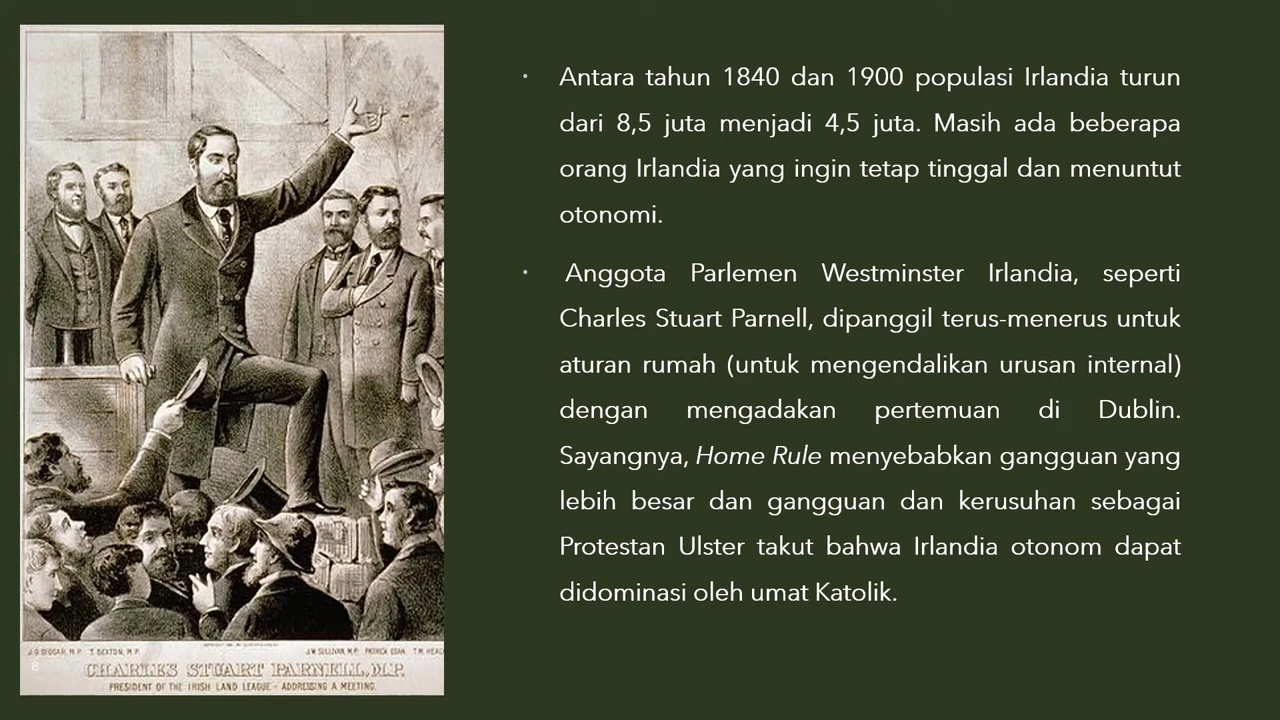 • Antara tahun 1840 dan 1900 populasi Irlandia turun
dari 8,5 juta menjadi 4,5 juta. Masih ada beberapa
orang Irlandia yang ingin tetap tinggal dan menuntut
otonomi.
• Anggota Parlemen Westminster Irlandia, seperti
Charles Stuart Parnell, dipanggil terus-menerus untuk
aturan rumah (untuk mengendalikan urusan internal)
dengan mengadakan pertemuan di Dublin.
Sayangnya, Home Rule menyebabkan gangguan yang
lebih besar dan gangguan dan kerusuhan sebagai
Protestan Ulster takut bahwa Irlandia otonom dapat
didominasi oleh umat Katolik.
J.G. BIGGAR, M.P. T. SEXTON, M.P. J.W. SULLIVAN, M.P. PATRICK EGAN. T.M. HEAL
8
CHARLES STUART PARNELL, M.P.
PRESIDENT OF THE IRISH LAND LEAGUE - ADDRESSING A MEETING.